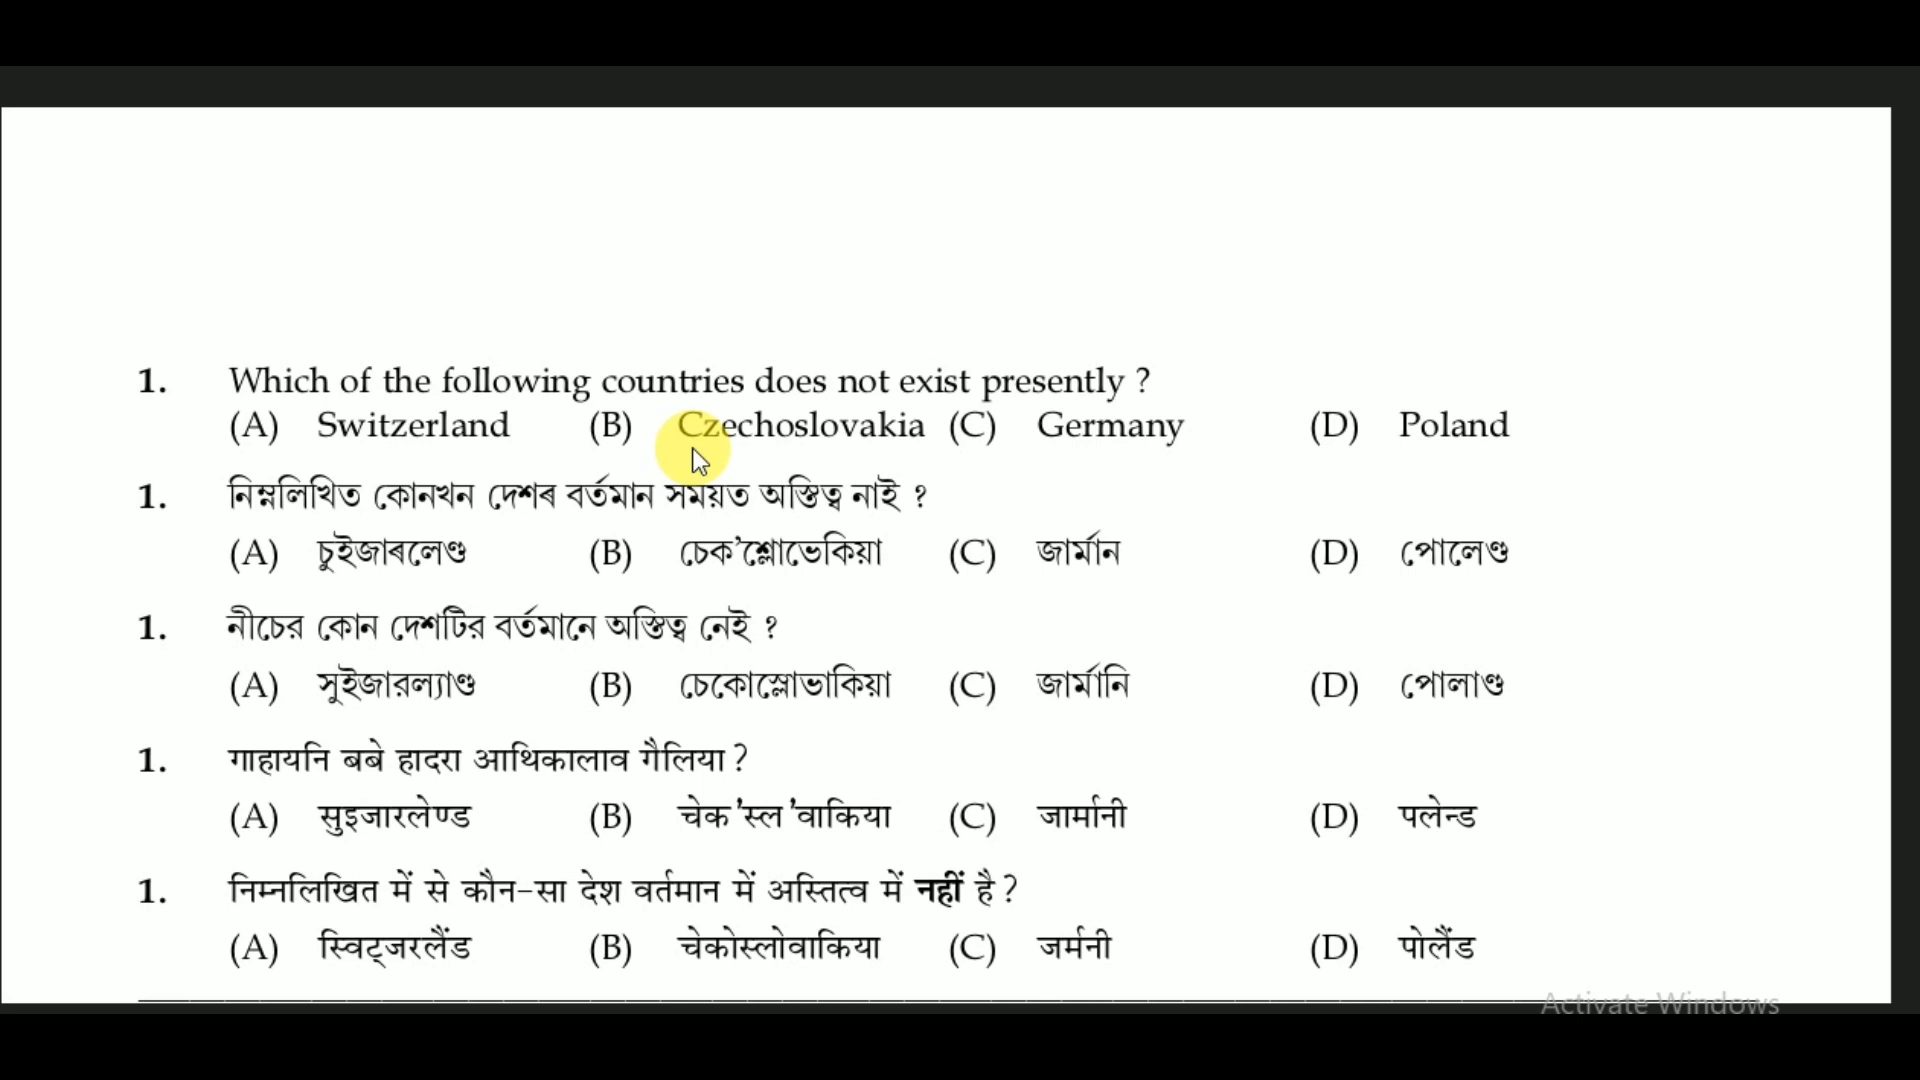 1. Which of the following countries does not exist presently ?
(A) Switzerland (B) Czechoslovakia (C) Germany (D) Poland
1. নিম্নলিখিত কোনখন দেশৰ বৰ্তমান সময়ত অস্তিত্ব নাই ?
(A) চুইজাৰলেণ্ড (B) চেক’শ্লোভেকিয়া (C) জাৰ্মান (D) পোলেণ্ড
1. নীচের কোন দেশটির বর্তমানে অস্তিত্ব নেই ?
(A) সুইজারল্যাণ্ড (B) চেকোস্লোভাকিয়া (C) জার্মানি (D) পোলাণ্ড
1. गाहायनि बबे हादरा आथिकालाव गैलिया ?
(A) सुइजारलेण्ड (B) चेक'स्ल'वाकिया (C) जार्मानी (D) पलेन्ड
1. निम्नलिखित में से कौन-सा देश वर्तमान में अस्तित्व में नहीं है ?
(A) स्विट्जरलैंड (B) चेकोस्लोवाकिया (C) जर्मनी (D) पोलैंड
Activate Windows